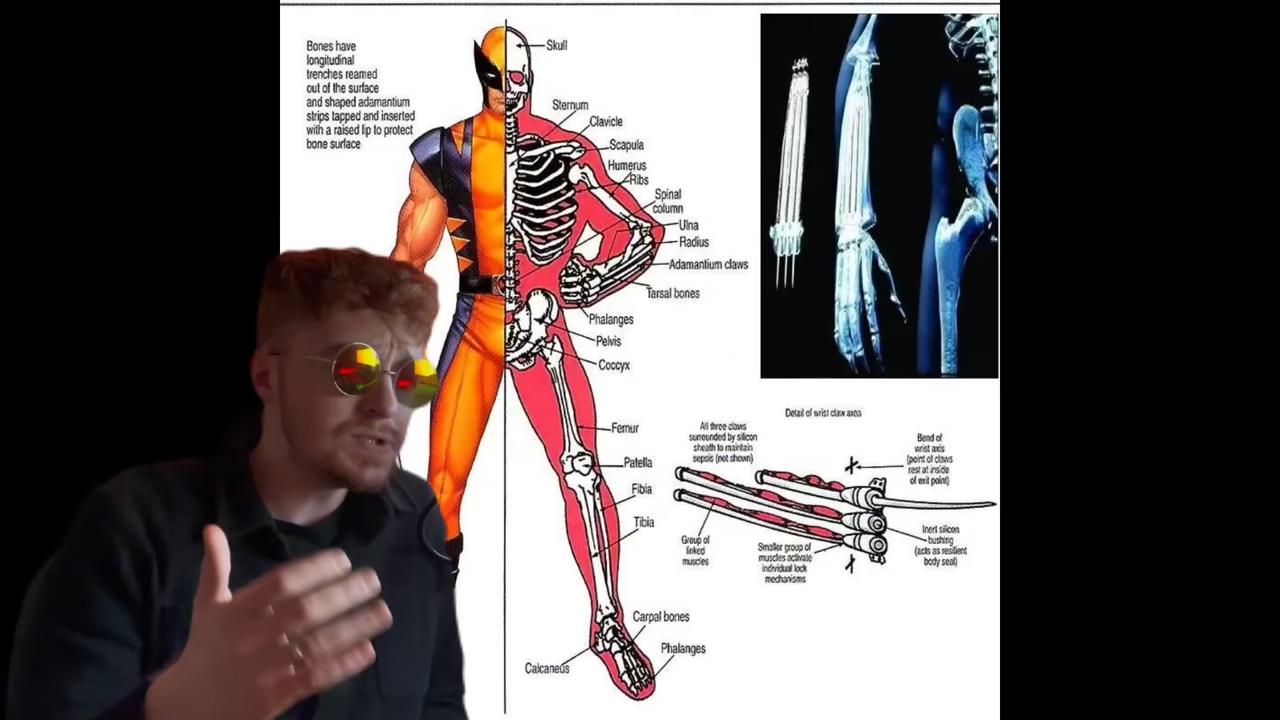 Bones have
longitudinal
trenches reamed
out of the surface
and shaped adamantium
strips tapped and inserted
with a raised lip to protect
bone surface
Skull
Sternum
Clavicle
Scapula
Humerus
Ribs
Spinal
column
Ulna
Radius
Adamantium claws
Tarsal bones
Phalanges
Pelvis
Coccyx
Femur
Patella
Fibia
Tibia
Carpal bones
Phalanges
Calcaneus
Detail of wrist claw area
All three claws
surrounded by silicon
sheath to maintain
sepsis (not shown)
Bend of
wrist axis
(point of claws
rest at inside
of exit point)
Group of
linked
muscles
Smaller group of
muscles activate
individual lock
mechanisms
Inert silicon
bushing
(acts as resilient
body seal)